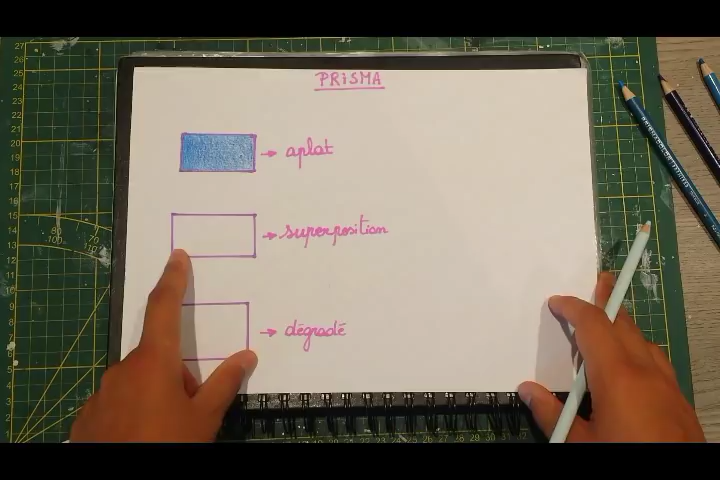 PRISMA
→ aplat
→ superposition
→ dégradé